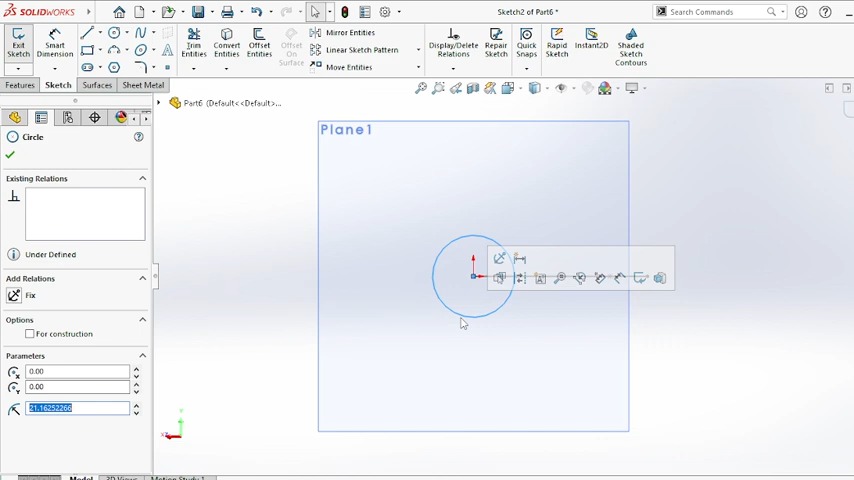 SOLIDWORKS
Sketch2 of Part6 *
Search Commands
Exit Sketch
Smart Dimension
Trim Entities
Convert Entities
Offset Entities
Offset On Surface
Mirror Entities
Linear Sketch Pattern
Move Entities
Display/Delete Relations
Repair Sketch
Quick Snaps
Rapid Sketch
Instant2D
Shaded Sketch Contours
Features
Sketch
Surfaces
Sheet Metal
Part6 (Default<<Default>...
Circle
Existing Relations
Under Defined
Add Relations
Fix
Options
For construction
Parameters
0.00
0.00
21.16252266
Plane1
Model
3D Views
Motion Study 1